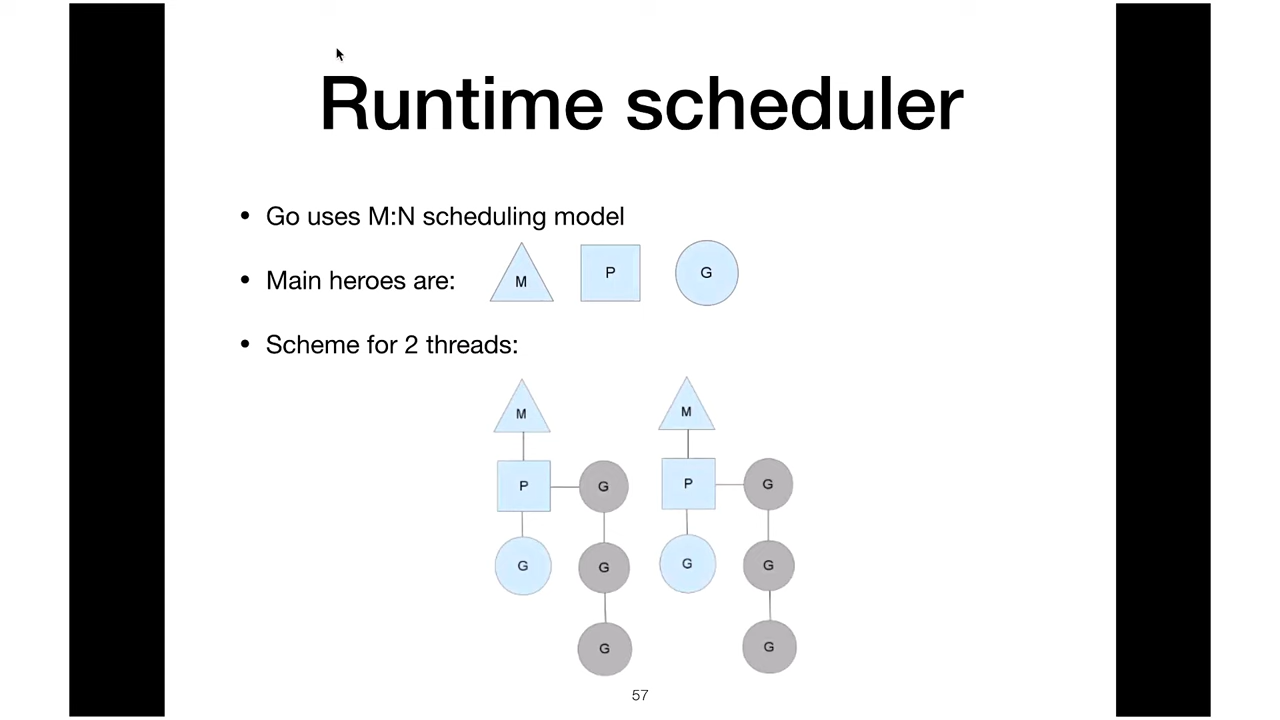 Runtime scheduler
• Go uses M:N scheduling model
• Main heroes are: M P G
• Scheme for 2 threads:
M M
P G P G
G G G G
G G
57